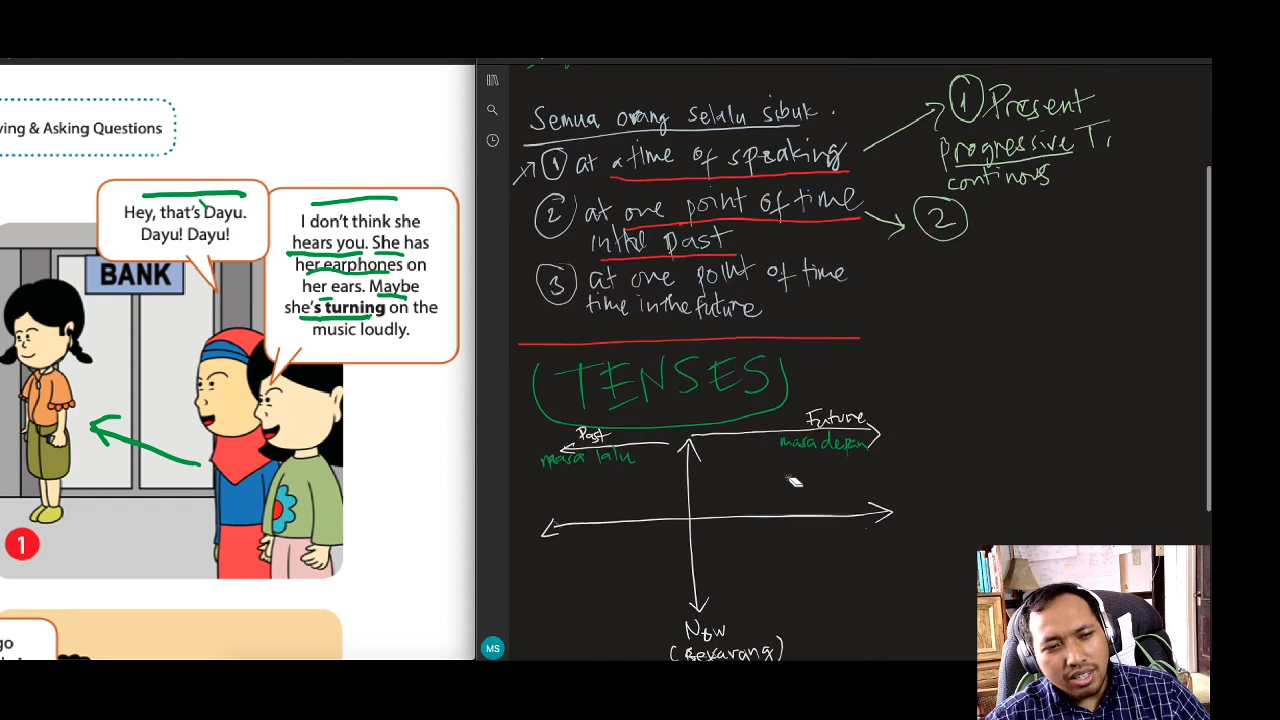 ving & Asking Questions
Hey, that's Dayu.
Dayu! Dayu!
I don't think she
hears you. She has
her earphones on
her ears. Maybe
she's turning on the
music loudly.
BANK
1
go
MS
Semua orang selalu sibuk.
① at a time of speaking
② at one point of time
in the past
③ at one point of time
time in the future
① Present
progressive T.
continous
②
(TENSES)
Past
masa lalu
Future
masa depan
Now
(sekarang)